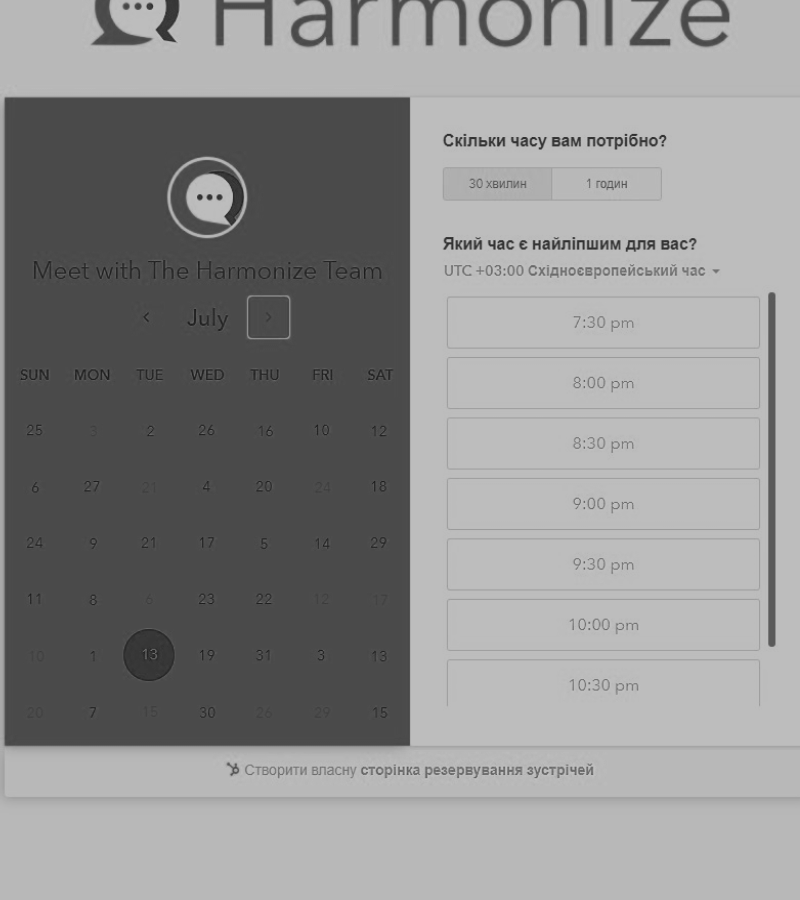 Harmonize
Meet with The Harmonize Team
July
SUN MON TUE WED THU FRI SAT
25 3 2 26 16 10 12
6 27 21 4 20 24 18
24 9 21 17 5 14 29
11 8 6 23 22 12 17
10 1 13 19 31 3 13
20 7 15 30 26 29 15
Скільки часу вам потрібно?
30 хвилин 1 годин
Який час є найліпшим для вас?
UTC +03:00 Східноєвропейський час
7:30 pm
8:00 pm
8:30 pm
9:00 pm
9:30 pm
10:00 pm
10:30 pm
Створити власну сторінка резервування зустрічей